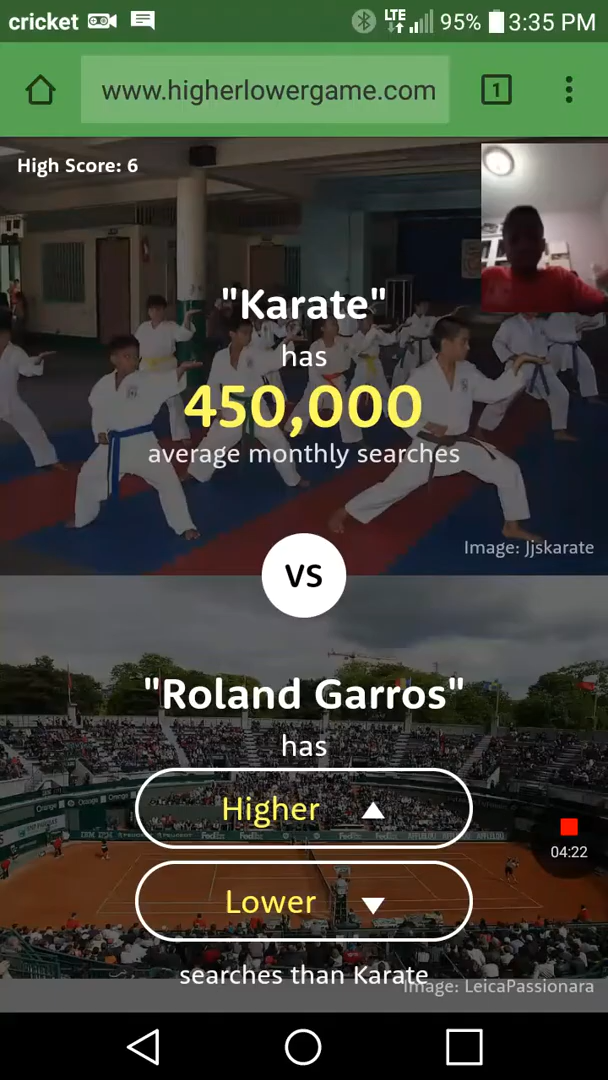 cricket LTE 95% 3:35 PM
www.higherlowergame.com 1
High Score: 6
"Karate"
has
450,000
average monthly searches
Image: Jjskarate
VS
"Roland Garros"
has
Higher
04:22
Lower
searches than Karate
Image: LeicaPassionara